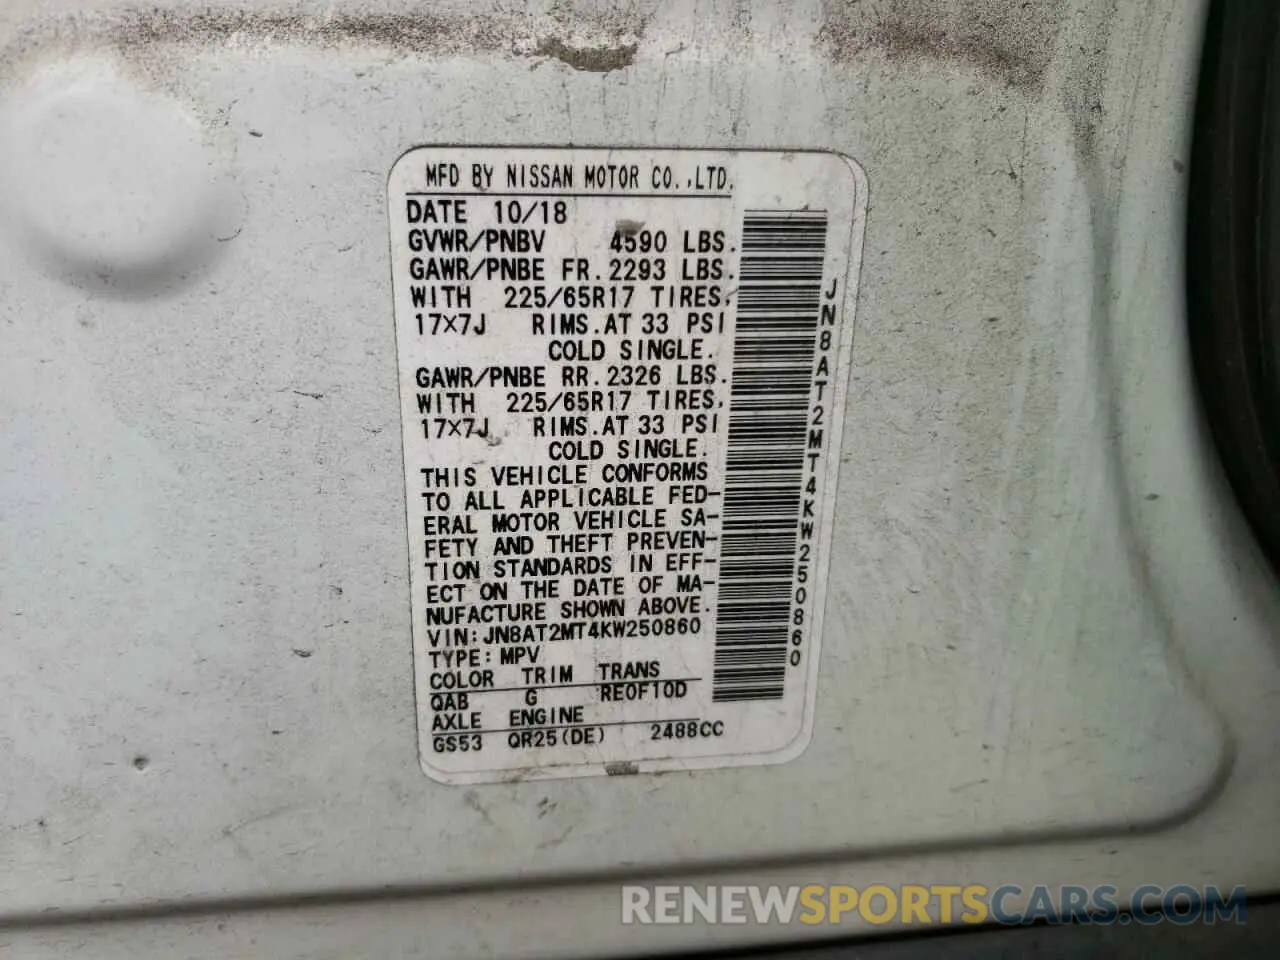 MFD BY NISSAN MOTOR CO.,LTD.
DATE 10/18
GVWR/PNBV 4590 LBS.
GAWR/PNBE FR. 2293 LBS.
WITH 225/65R17 TIRES,
17×7J RIMS.AT 33 PSI
COLD SINGLE.
GAWR/PNBE RR. 2326 LBS.
WITH 225/65R17 TIRES,
17×7J RIMS.AT 33 PSI
COLD SINGLE.
THIS VEHICLE CONFORMS
TO ALL APPLICABLE FED-
ERAL MOTOR VEHICLE SA-
FETY AND THEFT PREVEN-
TION STANDARDS IN EFF-
ECT ON THE DATE OF MA-
NUFACTURE SHOWN ABOVE.
VIN:JN8AT2MT4KW250860
TYPE:MPV
COLOR TRIM TRANS
QAB G RE0F10D
AXLE ENGINE
GS53 QR25(DE) 2488CC
JN8AT2MT4KW250860
RENEWSPORTSCARS.COM